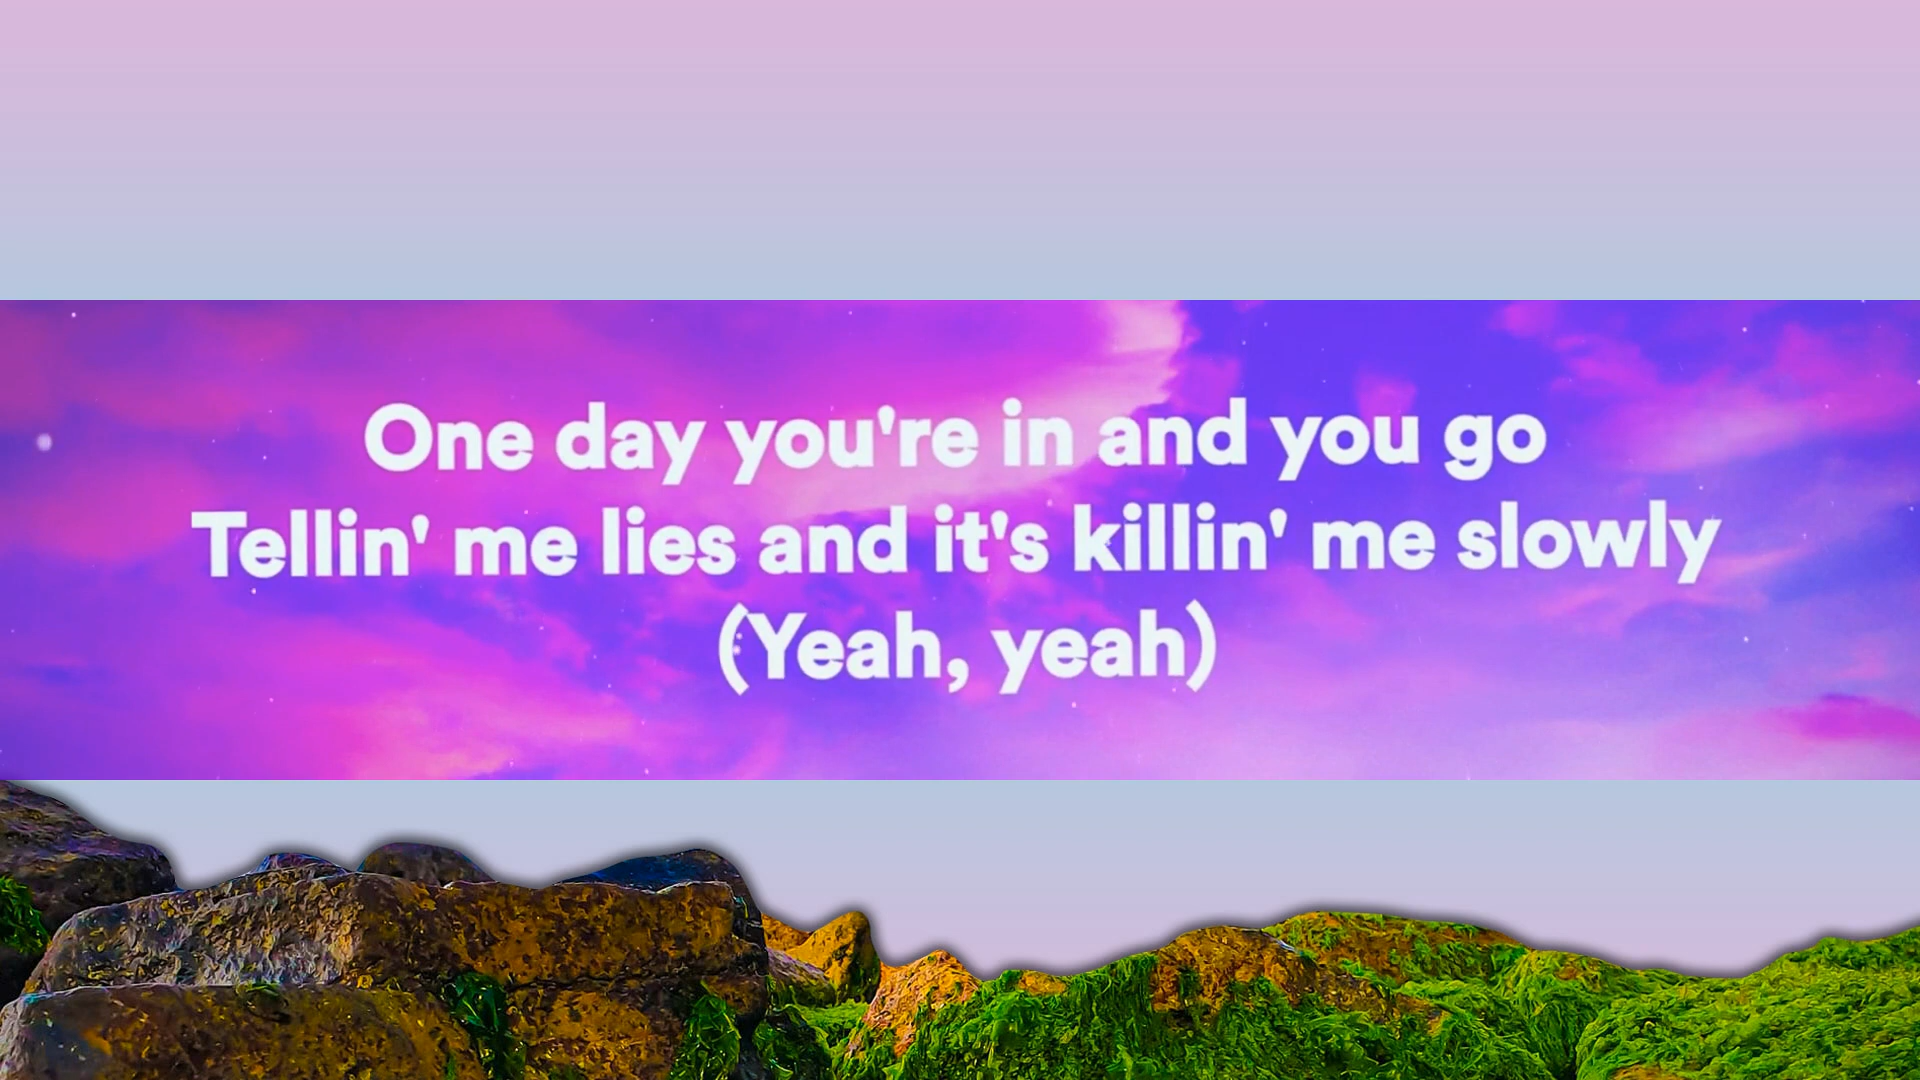 One day you're in and you go
Tellin' me lies and it's killin' me slowly
(Yeah, yeah)